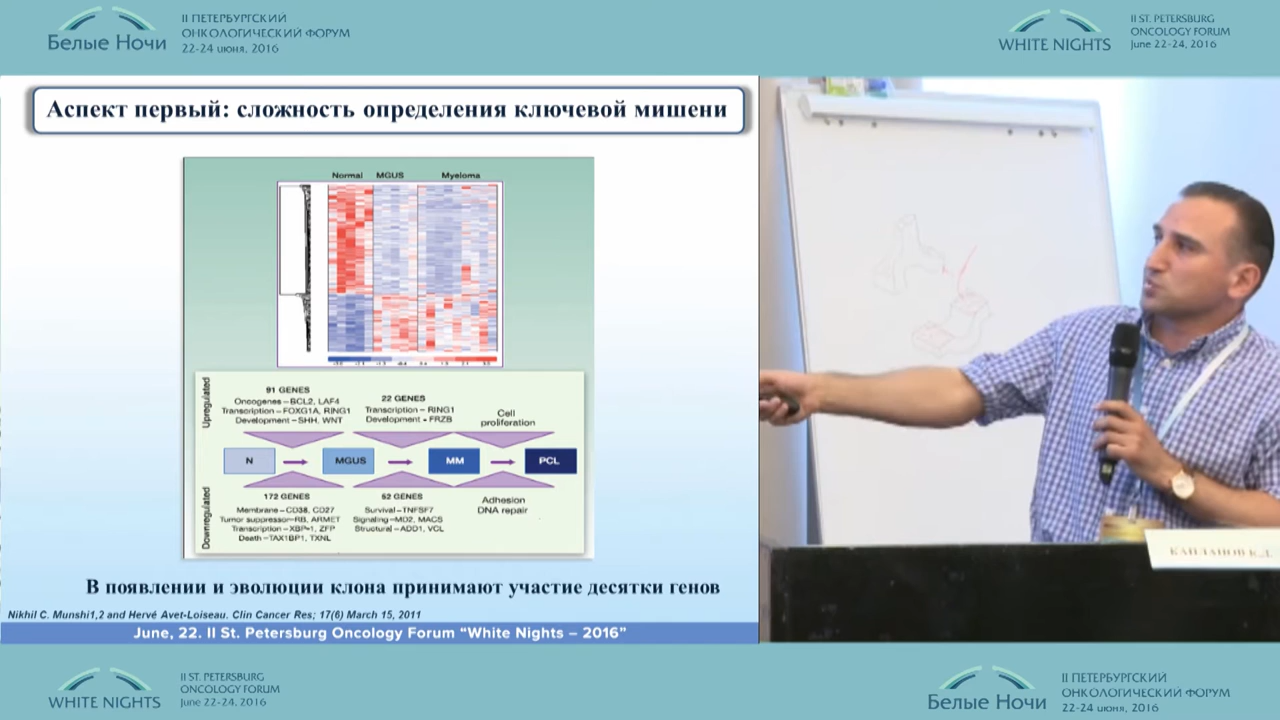 II ПЕТЕРБУРГСКИЙ
ОНКОЛОГИЧЕСКИЙ ФОРУМ
22-24 июня, 2016
Белые Ночи
II ST. PETERSBURG
ONCOLOGY FORUM
June 22-24, 2016
WHITE NIGHTS
Аспект первый: сложность определения ключевой мишени
Normal MGUS Myeloma
Upregulated
91 GENES
Oncogenes – BCL2, LAF4
Transcription – FOXG1A, RING1
Development – SHH, WNT
22 GENES
Transcription – RING1
Development - FRZB
Cell
proliferation
N MGUS MM PCL
Downregulated
172 GENES
Membrane – CD38, CD27
Tumor suppressor – RB, ARMET
Transcription – XBP-1, ZFP
Death – TAX1BP1, TXNL
52 GENES
Survival – TNFSF7
Signaling – MD2, MACS
Structural – ADD1, VCL
Adhesion
DNA repair
В появлении и эволюции клона принимают участие десятки генов
Nikhil C. Munshi1,2 and Hervé Avet-Loiseau. Clin Cancer Res; 17(6) March 15, 2011
June, 22. II St. Petersburg Oncology Forum “White Nights – 2016”
КАПЛАНОВ К.Д.
II ST. PETERSBURG
ONCOLOGY FORUM
June 22-24, 2016
WHITE NIGHTS
II ПЕТЕРБУРГСКИЙ
ОНКОЛОГИЧЕСКИЙ ФОРУМ
22-24 июня, 2016
Белые Ночи